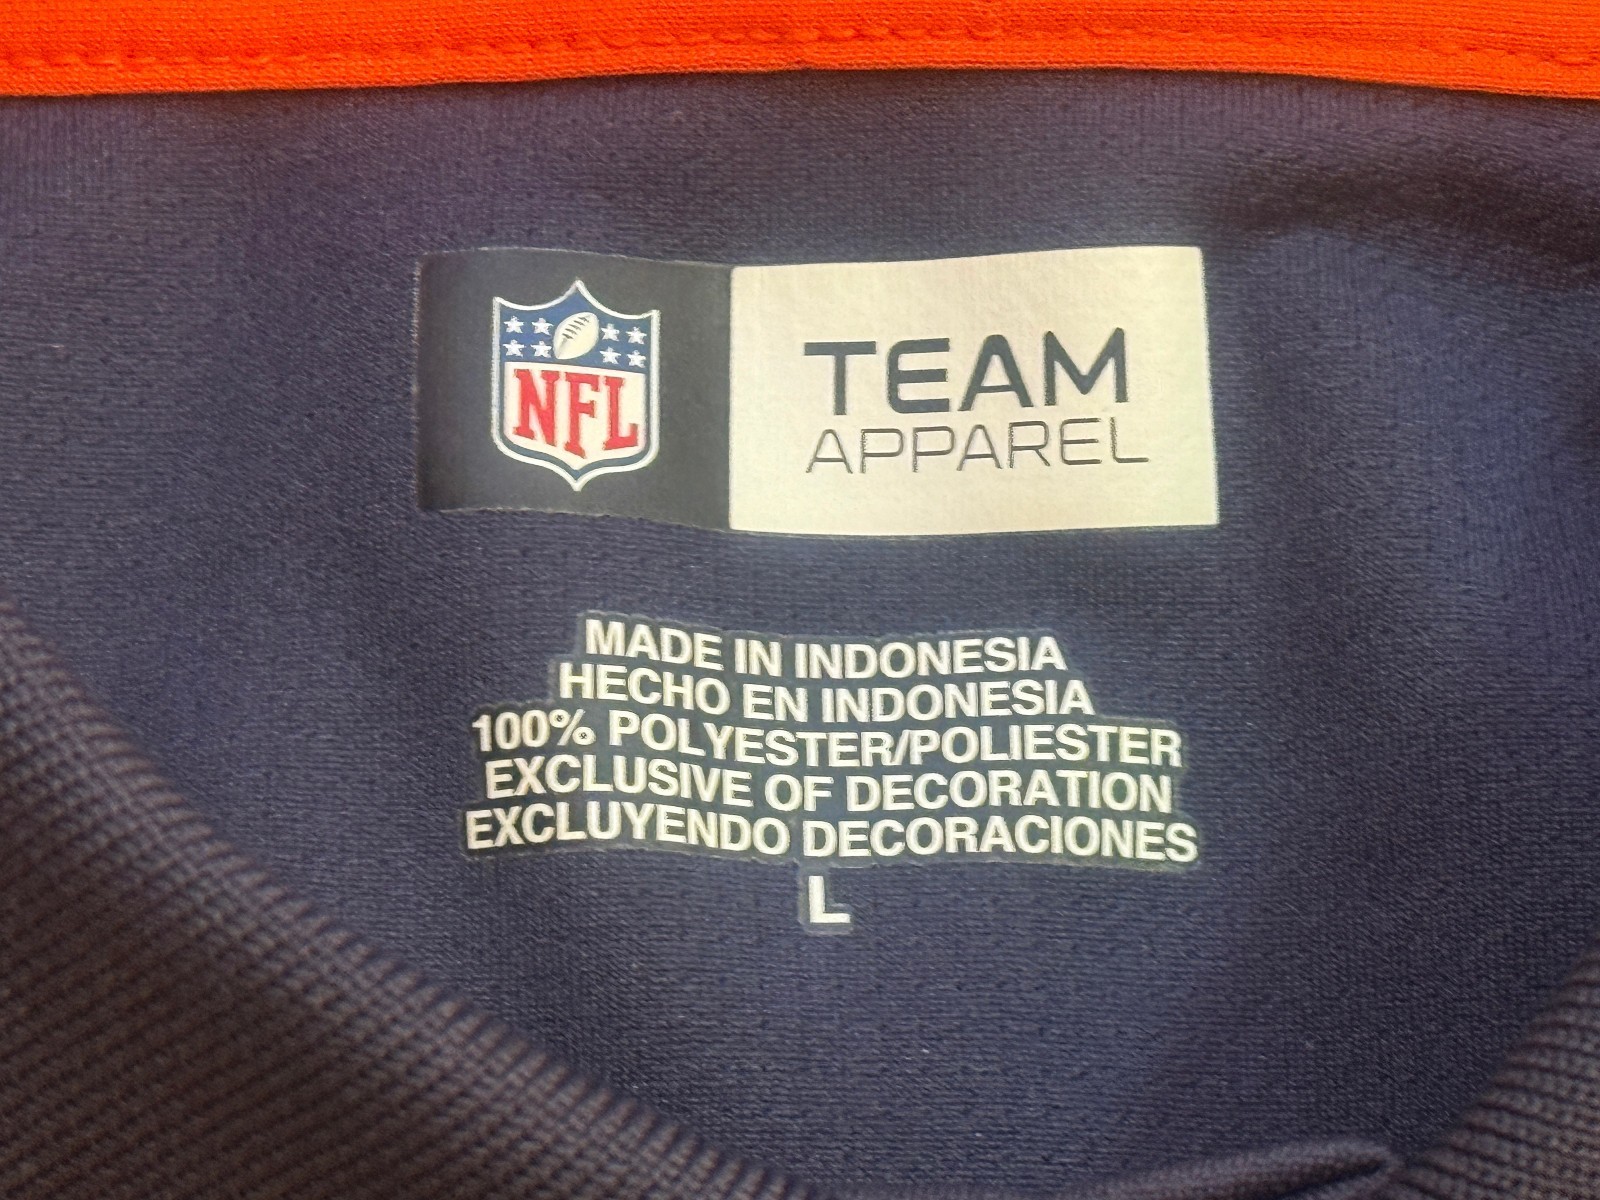 NFL
TEAM
APPAREL
MADE IN INDONESIA
HECHO EN INDONESIA
100% POLYESTER/POLIESTER
EXCLUSIVE OF DECORATION
EXCLUYENDO DECORACIONES
L